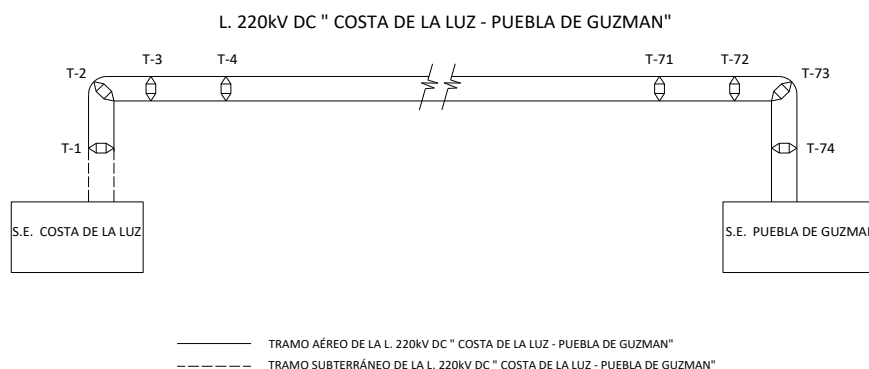 L. 220kV DC " COSTA DE LA LUZ - PUEBLA DE GUZMAN"
T-2
T-3
T-4
T-71
T-72
T-73
T-1
T-74
S.E. COSTA DE LA LUZ
S.E. PUEBLA DE GUZMAN
TRAMO AÉREO DE LA L. 220kV DC " COSTA DE LA LUZ - PUEBLA DE GUZMAN"
TRAMO SUBTERRÁNEO DE LA L. 220kV DC " COSTA DE LA LUZ - PUEBLA DE GUZMAN"